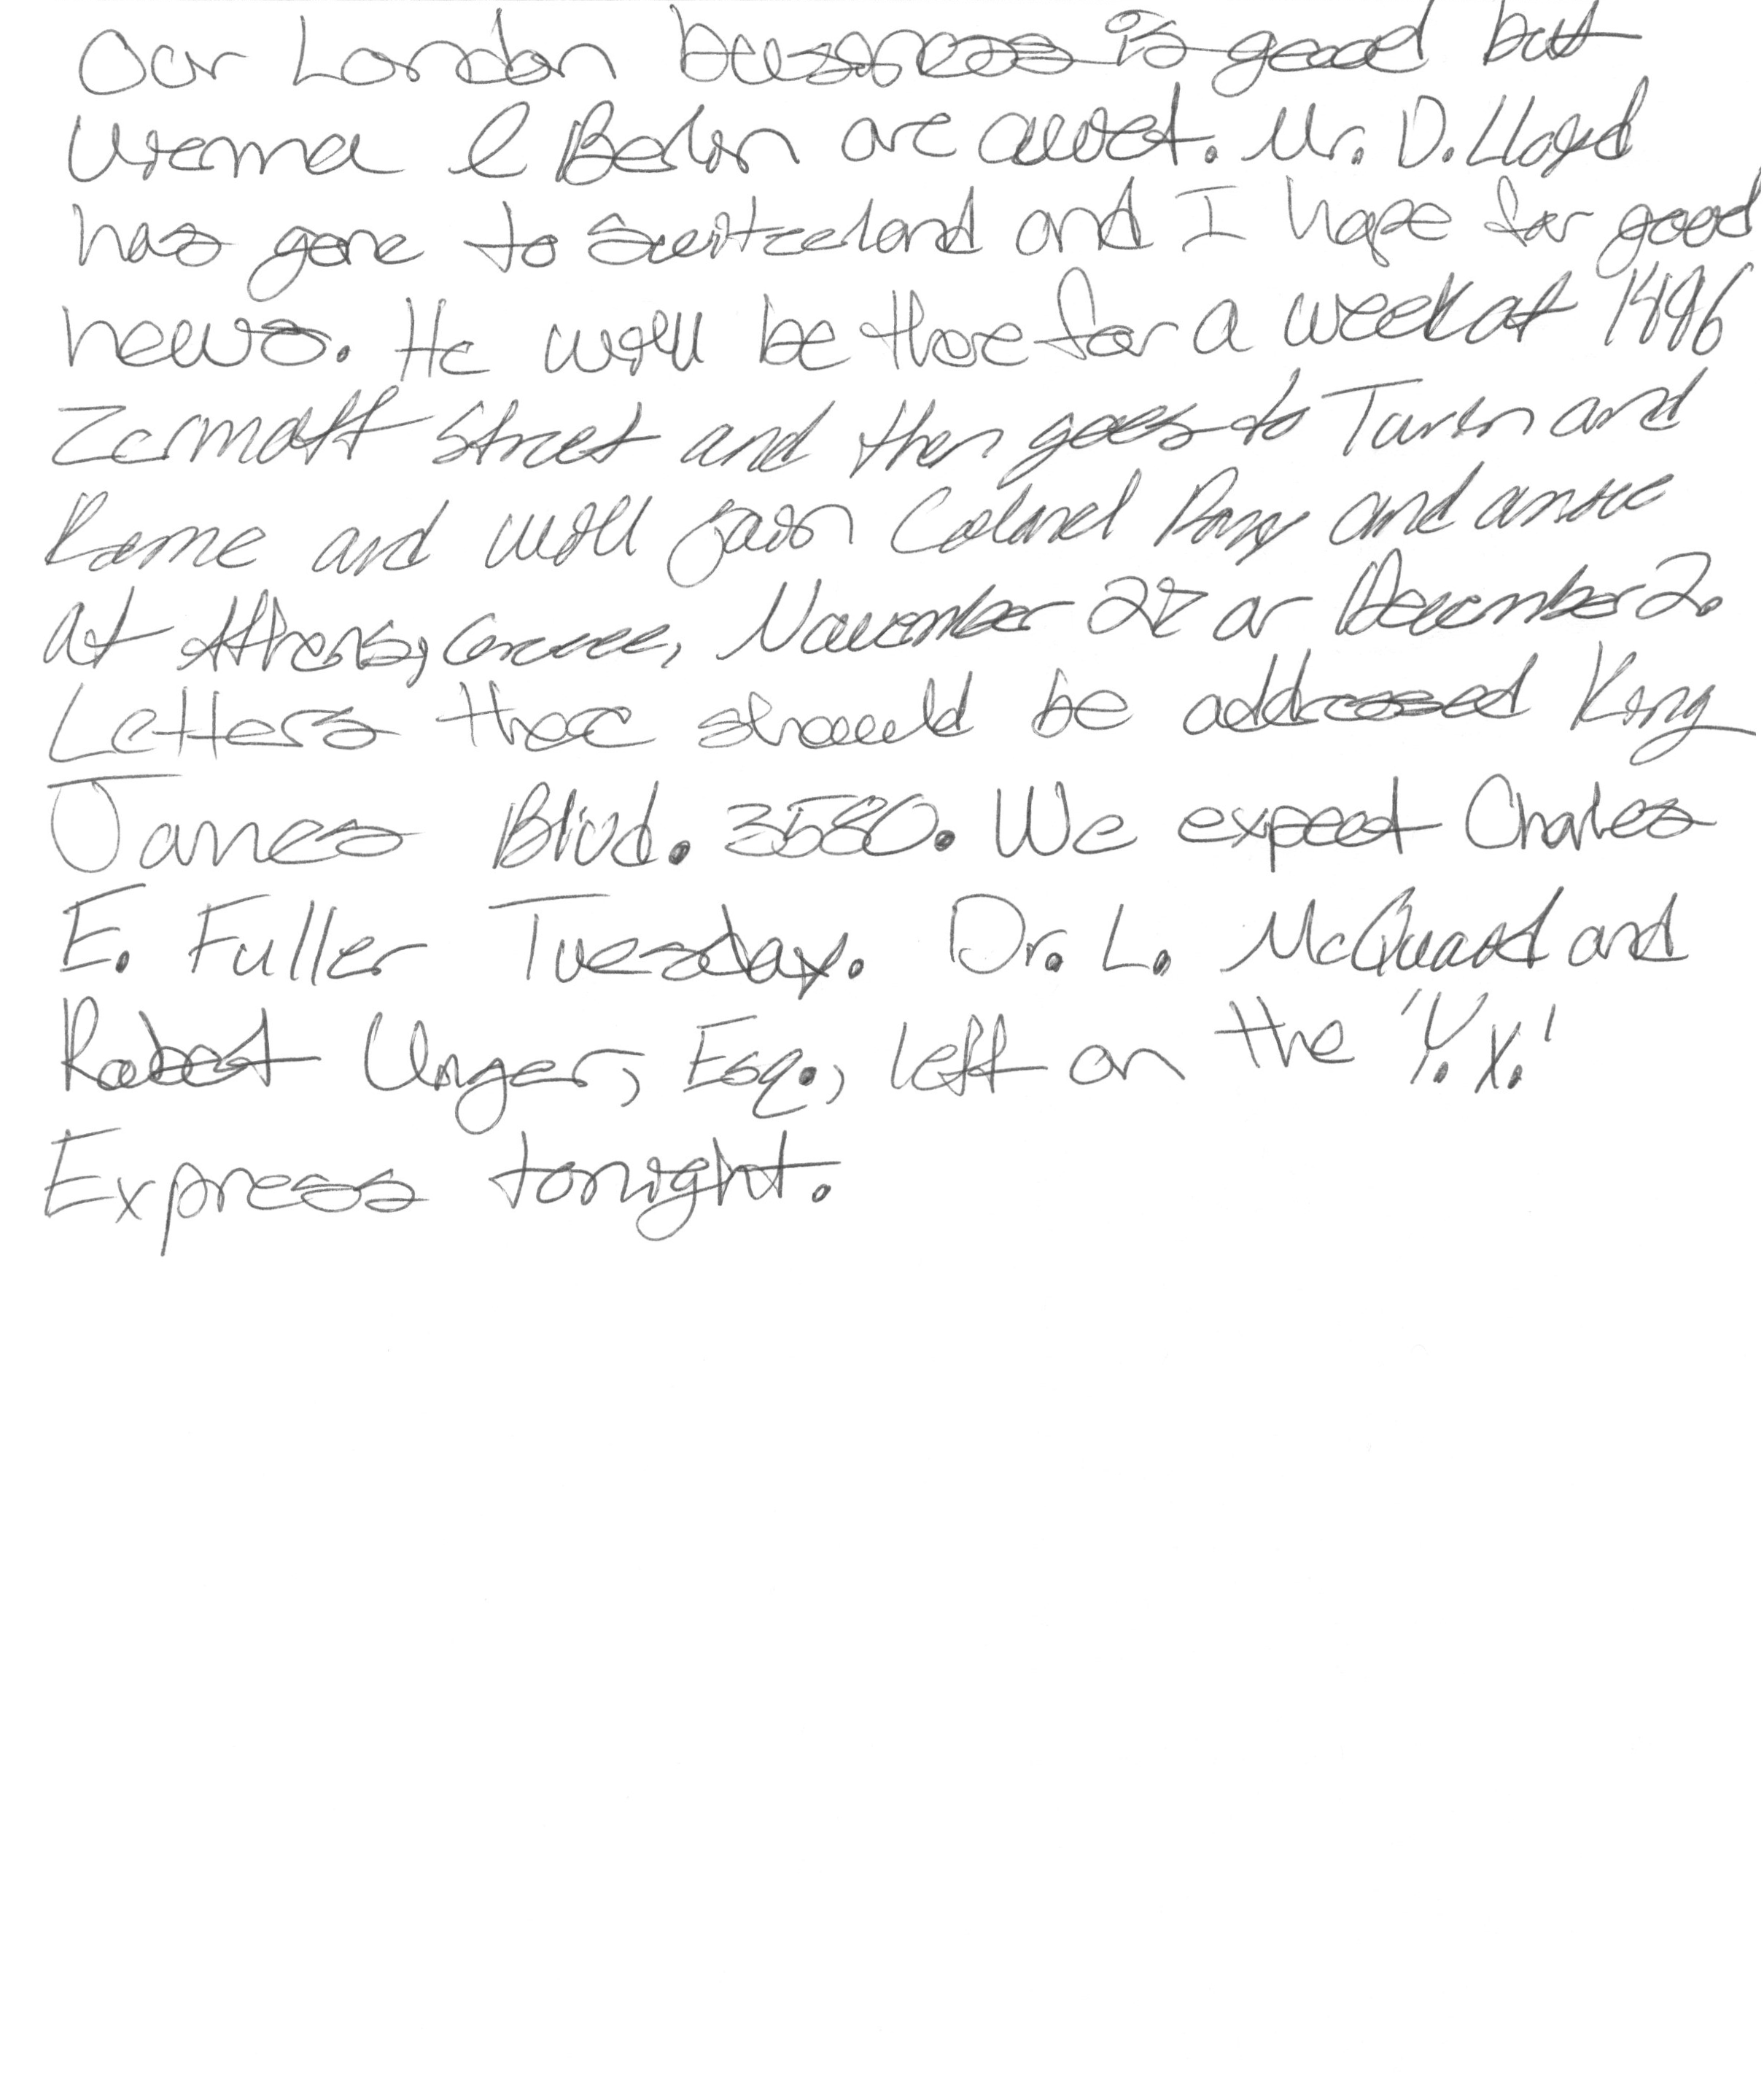 Our London business is good but
Vienna & Berlin are quiet. Mr. D. Lloyd
has gone to Switzerland and I hope for good
news. He will be there for a week at 1496
Zermatt Street and then goes to Turin and
Rome and will join Colonel Parry and arrive
at Athens, Greece, November 27 or December 2.
Letters there should be addressed King
James Blvd. 3580. We expect Charles
E. Fuller Tuesday. Dr. L. McQuaid and
Robert Unger, Esq., left on the 'Y.X.'
Express tonight.